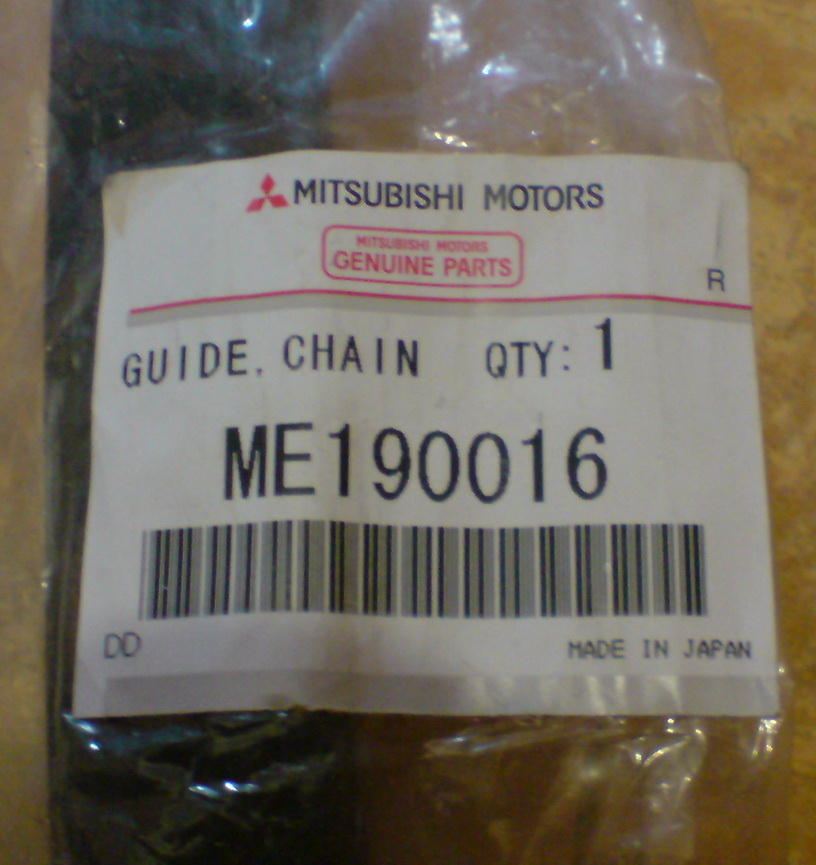 MITSUBISHI MOTORS
MITSUBISHI MOTORS
GENUINE PARTS
R
GUIDE, CHAIN QTY: 1
ME190016
DD MADE IN JAPAN